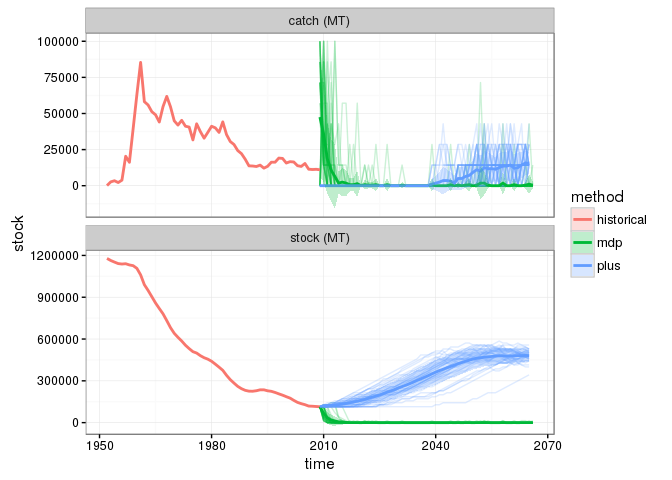 catch (MT)
100000
75000
50000
25000
0
stock (MT)
1200000
900000
600000
300000
0
1950
1980
2010
2040
2070
time
stock
method
historical
mdp
plus